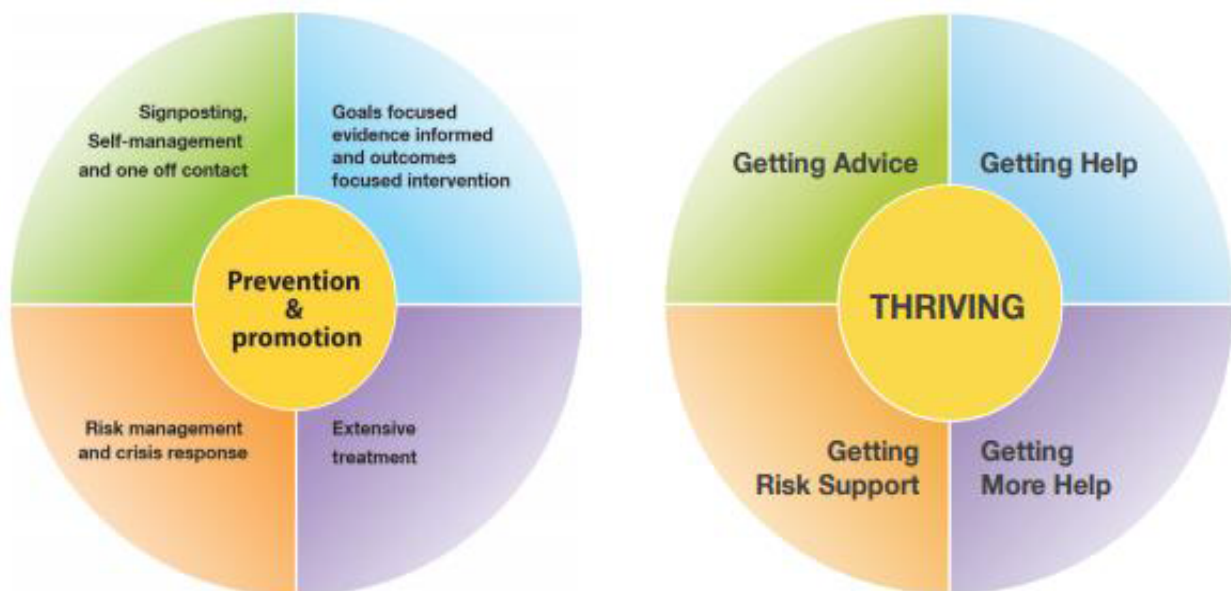 Signposting,
Self-management
and one off contact
Goals focused
evidence informed
and outcomes
focused intervention
Prevention
&
promotion
Risk management
and crisis response
Extensive
treatment
Getting Advice
Getting Help
THRIVING
Getting
Risk Support
Getting
More Help